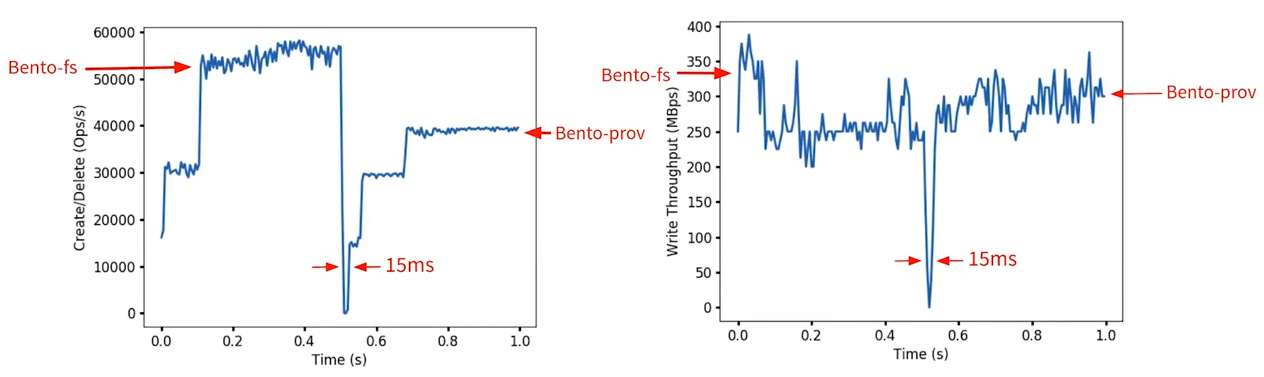 Bento-fs
Create/Delete (Ops/s)
60000
50000
40000
30000
20000
10000
0
Bento-prov
15ms
0.0 0.2 0.4 0.6 0.8 1.0
Time (s)
Bento-fs
Write Throughput (MBps)
400
350
300
250
200
150
100
50
0
Bento-prov
15ms
0.0 0.2 0.4 0.6 0.8 1.0
Time (s)